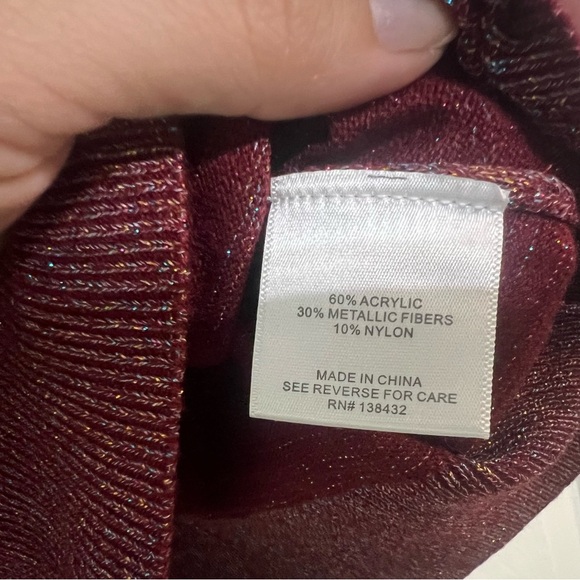 60% ACRYLIC
30% METALLIC FIBERS
10% NYLON
MADE IN CHINA
SEE REVERSE FOR CARE
RN# 138432